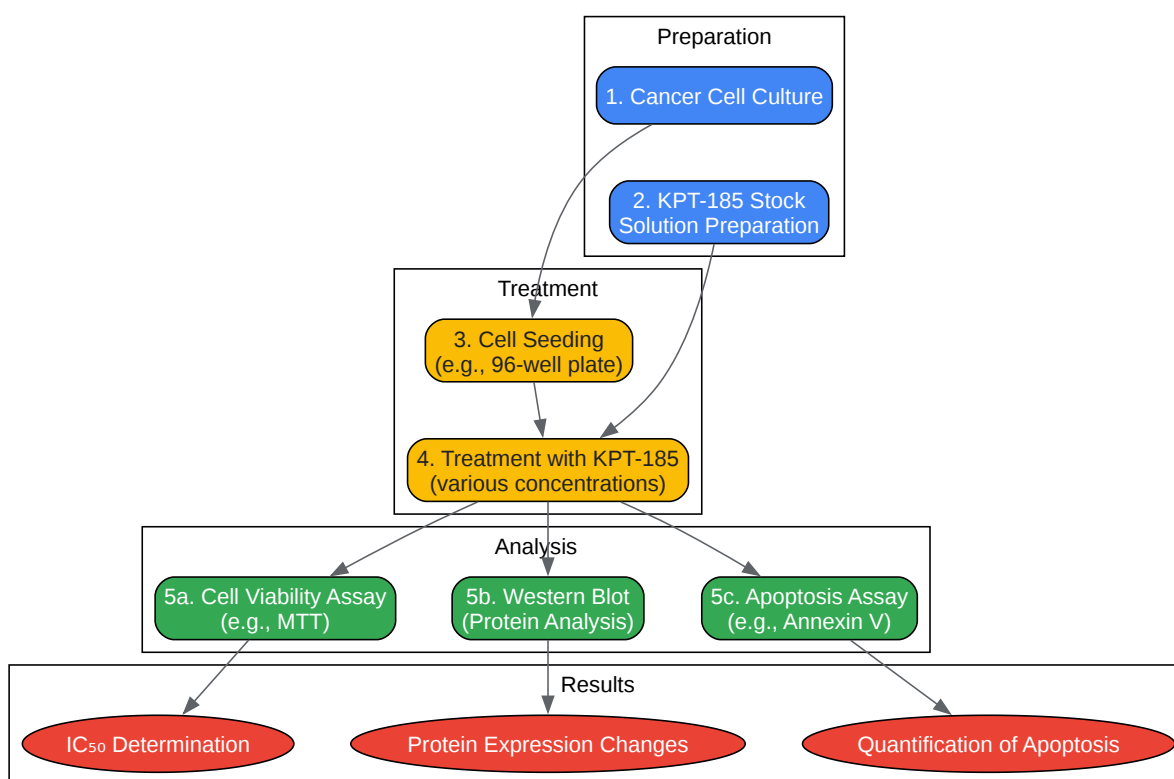 Preparation
1. Cancer Cell Culture
2. KPT-185 Stock
Solution Preparation
Treatment
3. Cell Seeding
(e.g., 96-well plate)
4. Treatment with KPT-185
(various concentrations)
Analysis
5a. Cell Viability Assay
(e.g., MTT)
5b. Western Blot
(Protein Analysis)
5c. Apoptosis Assay
(e.g., Annexin V)
Results
IC₅₀ Determination
Protein Expression Changes
Quantification of Apoptosis